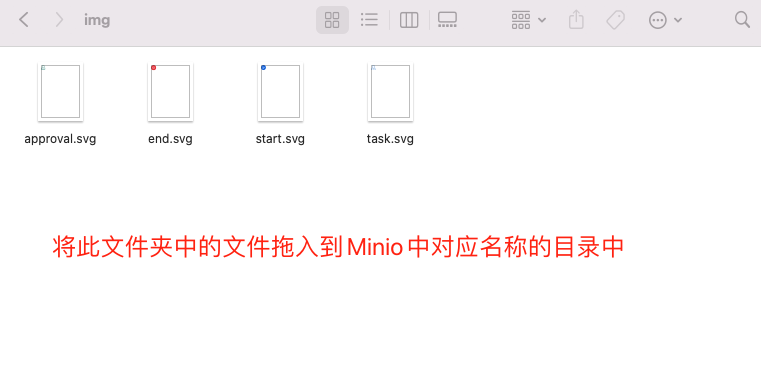 img
approval.svg
end.svg
start.svg
task.svg
将此文件夹中的文件拖入到Minio中对应名称的目录中